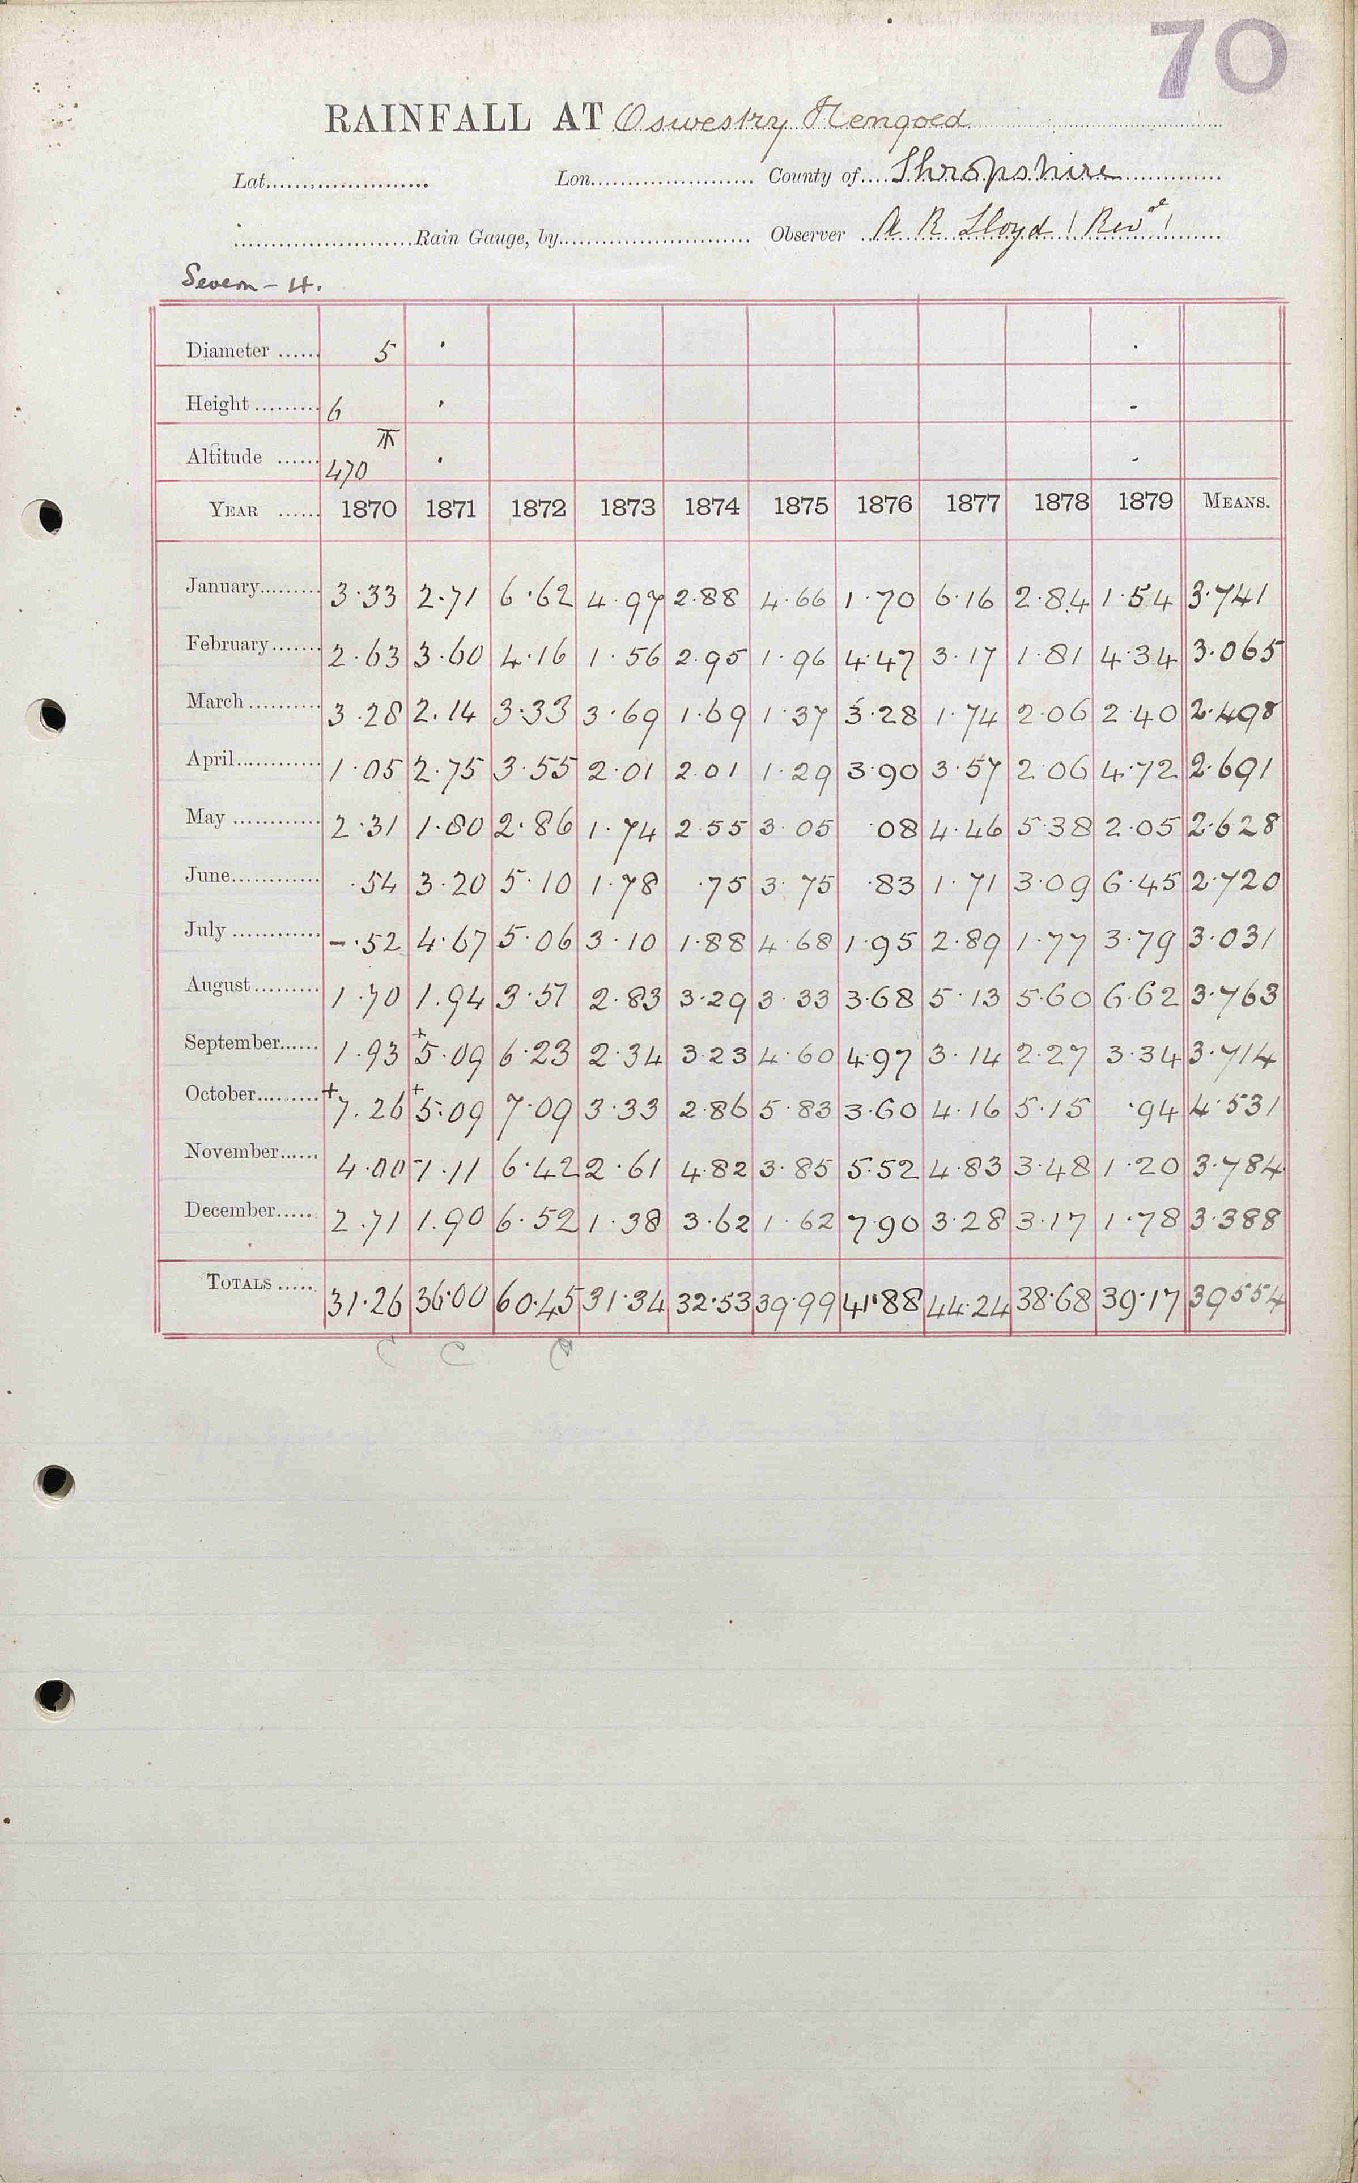 70
RAINFALL AT Oswestry Hengoed
Lat. Lon. County of Shropshire
Rain Gauge, by Observer A R Lloyd (Rev^d)
Severn - 4.
Diameter 5
Height 6
Altitude 470 T
YEAR 1870 1871 1872 1873 1874 1875 1876 1877 1878 1879 MEANS.
January 3.33 2.71 6.62 4.97 2.88 4.66 1.70 6.16 2.84 1.54 3.741
February 2.63 3.60 4.16 1.56 2.95 1.96 4.47 3.17 1.81 4.34 3.065
March 3.28 2.14 3.33 3.69 1.69 1.37 3.28 1.74 2.06 2.40 2.498
April 1.05 2.75 3.55 2.01 2.01 1.29 3.90 3.57 2.06 4.72 2.691
May 2.31 1.80 2.86 1.74 2.55 3.05 08 4.46 5.38 2.05 2.628
June .54 3.20 5.10 1.78 .75 3.75 .83 1.71 3.09 6.45 2.720
July -.52 4.67 5.06 3.10 1.88 4.68 1.95 2.89 1.77 3.79 3.031
August 1.70 1.94 3.51 2.83 3.29 3.33 3.68 5.13 5.60 6.62 3.763
September 1.93 +5.09 6.23 2.34 3.23 4.60 4.97 3.14 2.27 3.34 3.714
October +7.26 +5.09 7.09 3.33 2.86 5.83 3.60 4.16 5.15 .94 4.531
November 4.00 1.11 6.42 2.61 4.82 3.85 5.52 4.83 3.48 1.20 3.784
December 2.71 1.90 6.52 1.38 3.62 1.62 7.90 3.28 3.17 1.78 3.388
TOTALS 31.26 36.00 60.45 31.34 32.53 39.99 41.88 44.24 38.68 39.17 39554
C C C